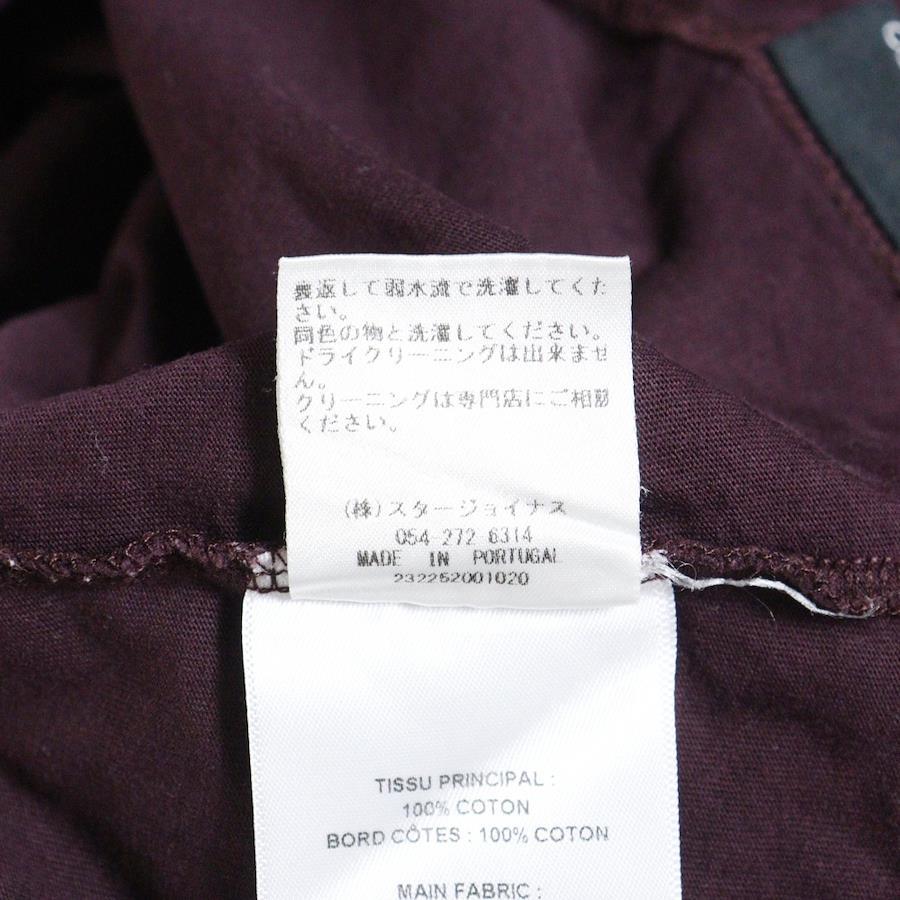 裏返して弱水流で洗濯してくだ
さい。
同色の物と洗濯してください。
ドライクリーニングは出来ませ
ん。
クリーニングは専門店にご相談
ください。
(株)スタージョイナス
054-272 6314
MADE IN PORTUGAL
232252001020
TISSU PRINCIPAL :
100% COTON
BORD CÔTES : 100% COTON
MAIN FABRIC :